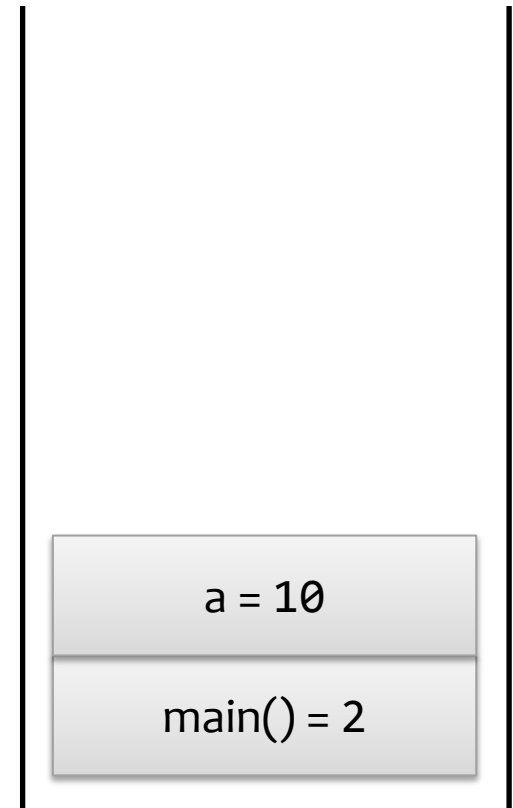 a = 10
main() = 2